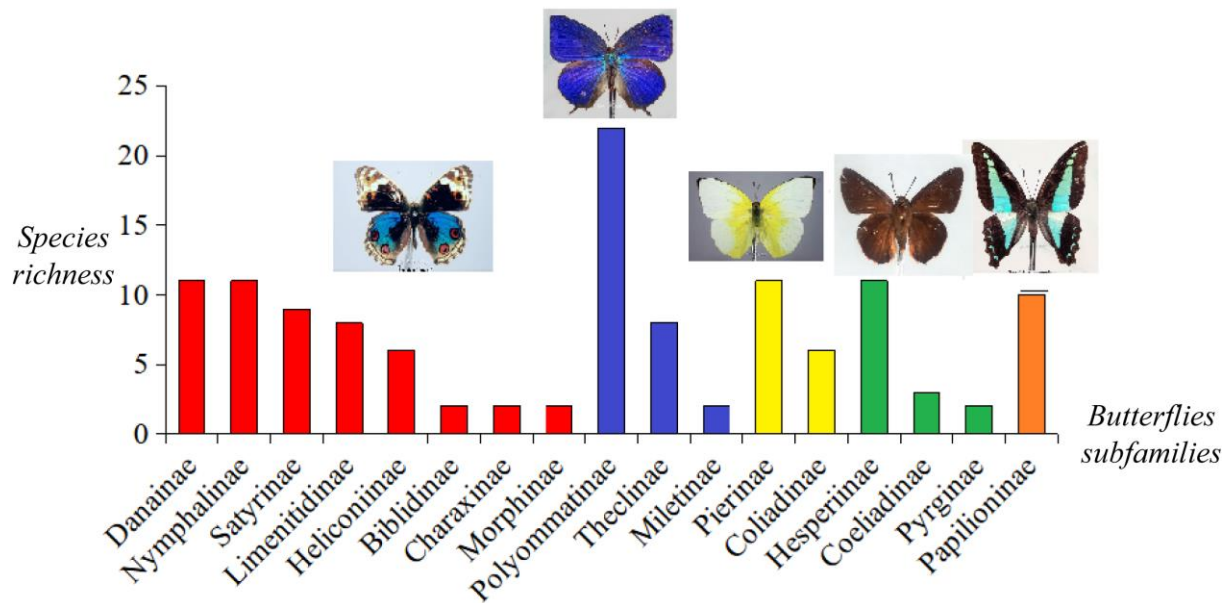 25
20
15
10
5
0
Species
richness
Butterflies
subfamilies
Danainae
Nymphalinae
Satyrinae
Limenitidinae
Heliconiinae
Biblidinae
Charaxinae
Morphinae
Polyommatinae
Theclinae
Miletinae
Pierinae
Coliadinae
Hesperiinae
Coeliadinae
Pyrginae
Papilioninae